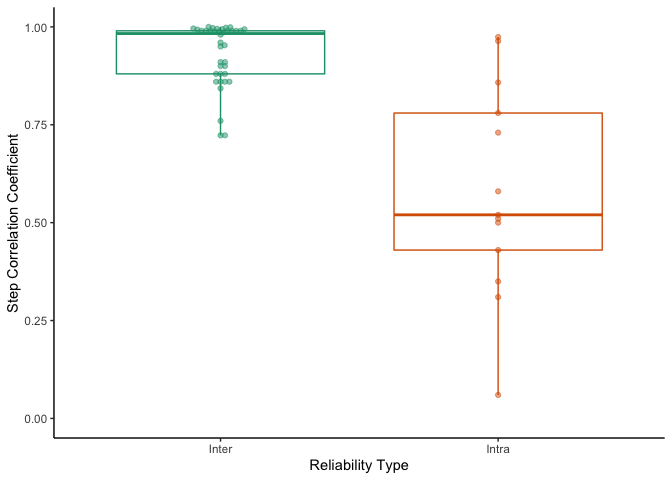 1.00
0.75
0.50
0.25
0.00
Step Correlation Coefficient
Inter
Intra
Reliability Type